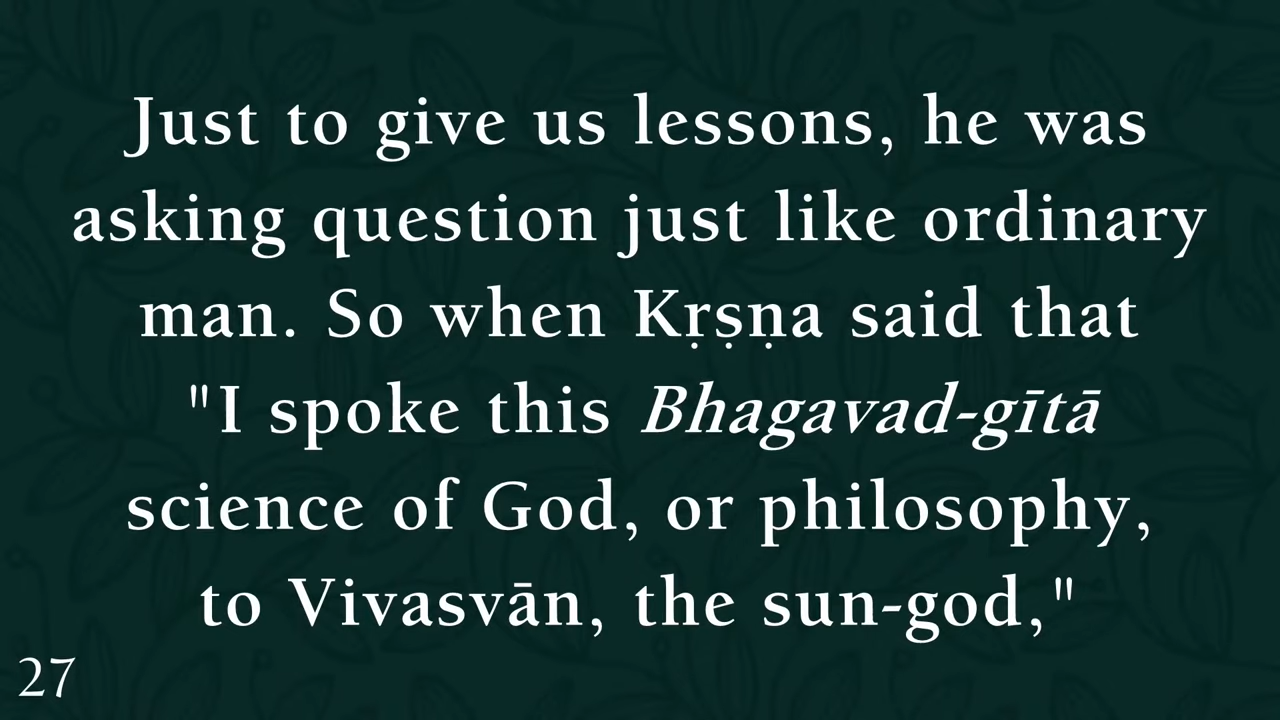 Just to give us lessons, he was
asking question just like ordinary
man. So when Kṛṣṇa said that
"I spoke this Bhagavad-gītā
science of God, or philosophy,
to Vivasvān, the sun-god,"
27